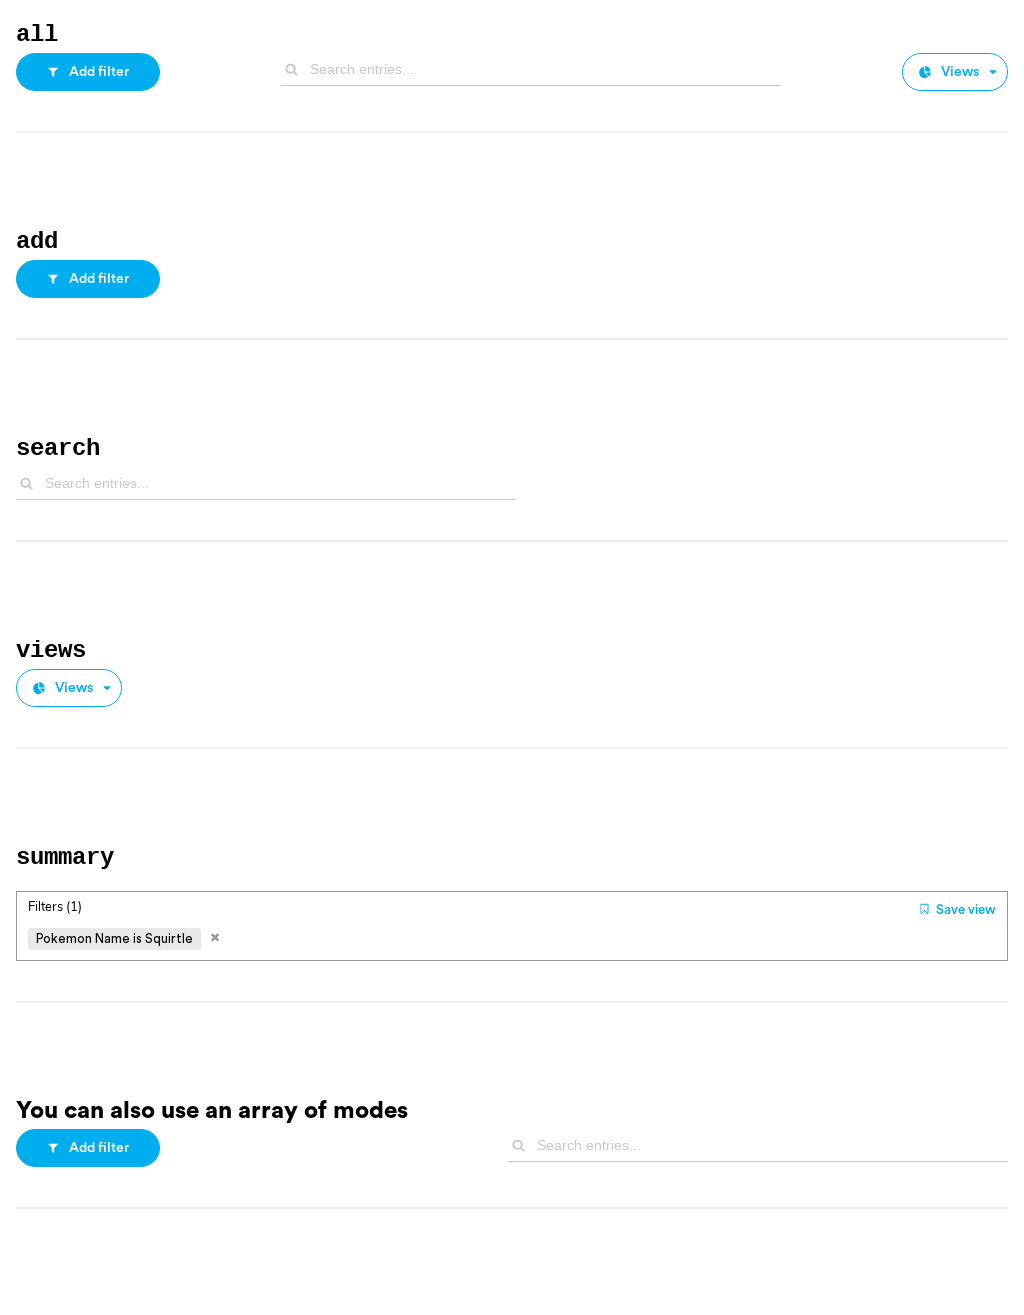 all
Add filter
Search entries...
Views
add
Add filter
search
Search entries...
views
Views
summary
Filters (1)
Save view
Pokemon Name is Squirtle
You can also use an array of modes
Add filter
Search entries...